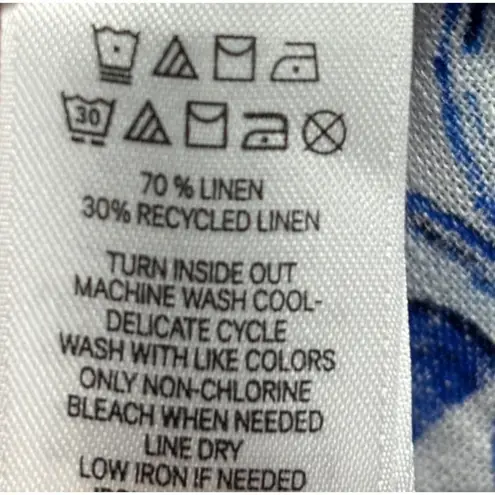 30
70 % LINEN
30% RECYCLED LINEN
TURN INSIDE OUT
MACHINE WASH COOL-
DELICATE CYCLE
WASH WITH LIKE COLORS
ONLY NON-CHLORINE
BLEACH WHEN NEEDED
LINE DRY
LOW IRON IF NEEDED